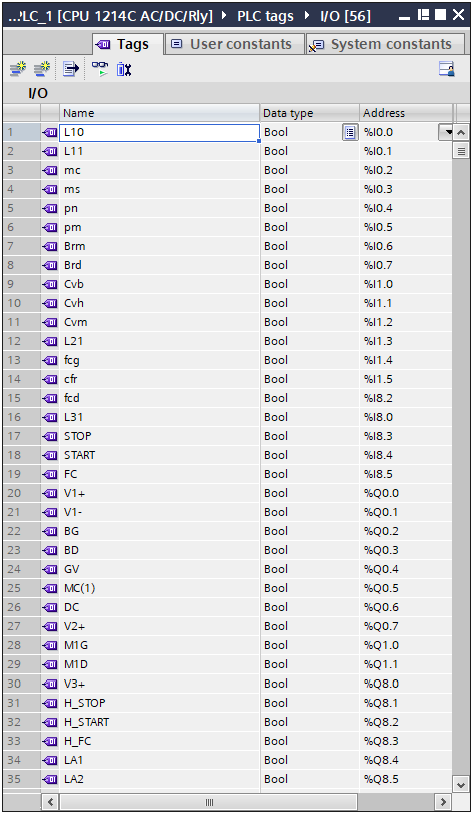 ...PLC_1 [CPU 1214C AC/DC/Rly] ▸ PLC tags ▸ I/O [56]
Tags User constants System constants
I/O
Name Data type Address
1 L10 Bool %I0.0
2 L11 Bool %I0.1
3 mc Bool %I0.2
4 ms Bool %I0.3
5 pn Bool %I0.4
6 pm Bool %I0.5
7 Brm Bool %I0.6
8 Brd Bool %I0.7
9 Cvb Bool %I1.0
10 Cvh Bool %I1.1
11 Cvm Bool %I1.2
12 L21 Bool %I1.3
13 fcg Bool %I1.4
14 cfr Bool %I1.5
15 fcd Bool %I8.2
16 L31 Bool %I8.0
17 STOP Bool %I8.3
18 START Bool %I8.4
19 FC Bool %I8.5
20 V1+ Bool %Q0.0
21 V1- Bool %Q0.1
22 BG Bool %Q0.2
23 BD Bool %Q0.3
24 GV Bool %Q0.4
25 MC(1) Bool %Q0.5
26 DC Bool %Q0.6
27 V2+ Bool %Q0.7
28 M1G Bool %Q1.0
29 M1D Bool %Q1.1
30 V3+ Bool %Q8.0
31 H_STOP Bool %Q8.1
32 H_START Bool %Q8.2
33 H_FC Bool %Q8.3
34 LA1 Bool %Q8.4
35 LA2 Bool %Q8.5